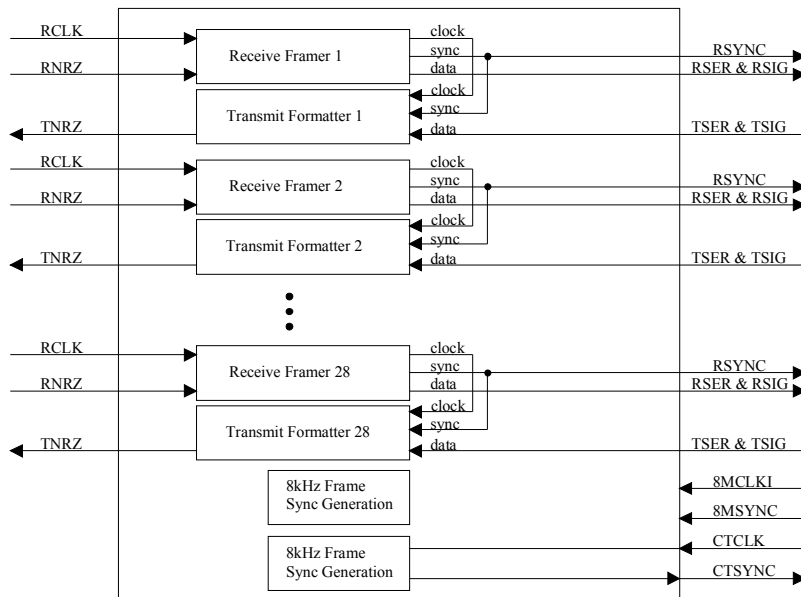 RCLK
Receive Framer 1
clock
sync
RSYNC
RNRZ
data
RSER & RSIG
clock
Transmit Formatter 1
sync
TNRZ
data
TSER & TSIG
RCLK
Receive Framer 2
clock
sync
RSYNC
RNRZ
data
RSER & RSIG
clock
Transmit Formatter 2
sync
TNRZ
data
TSER & TSIG
RCLK
Receive Framer 28
clock
sync
RSYNC
RNRZ
data
RSER & RSIG
clock
Transmit Formatter 28
sync
TNRZ
data
TSER & TSIG
8kHz Frame
Sync Generation
8MCLKI
8MSYNC
8kHz Frame
Sync Generation
CTCLK
CTSYNC